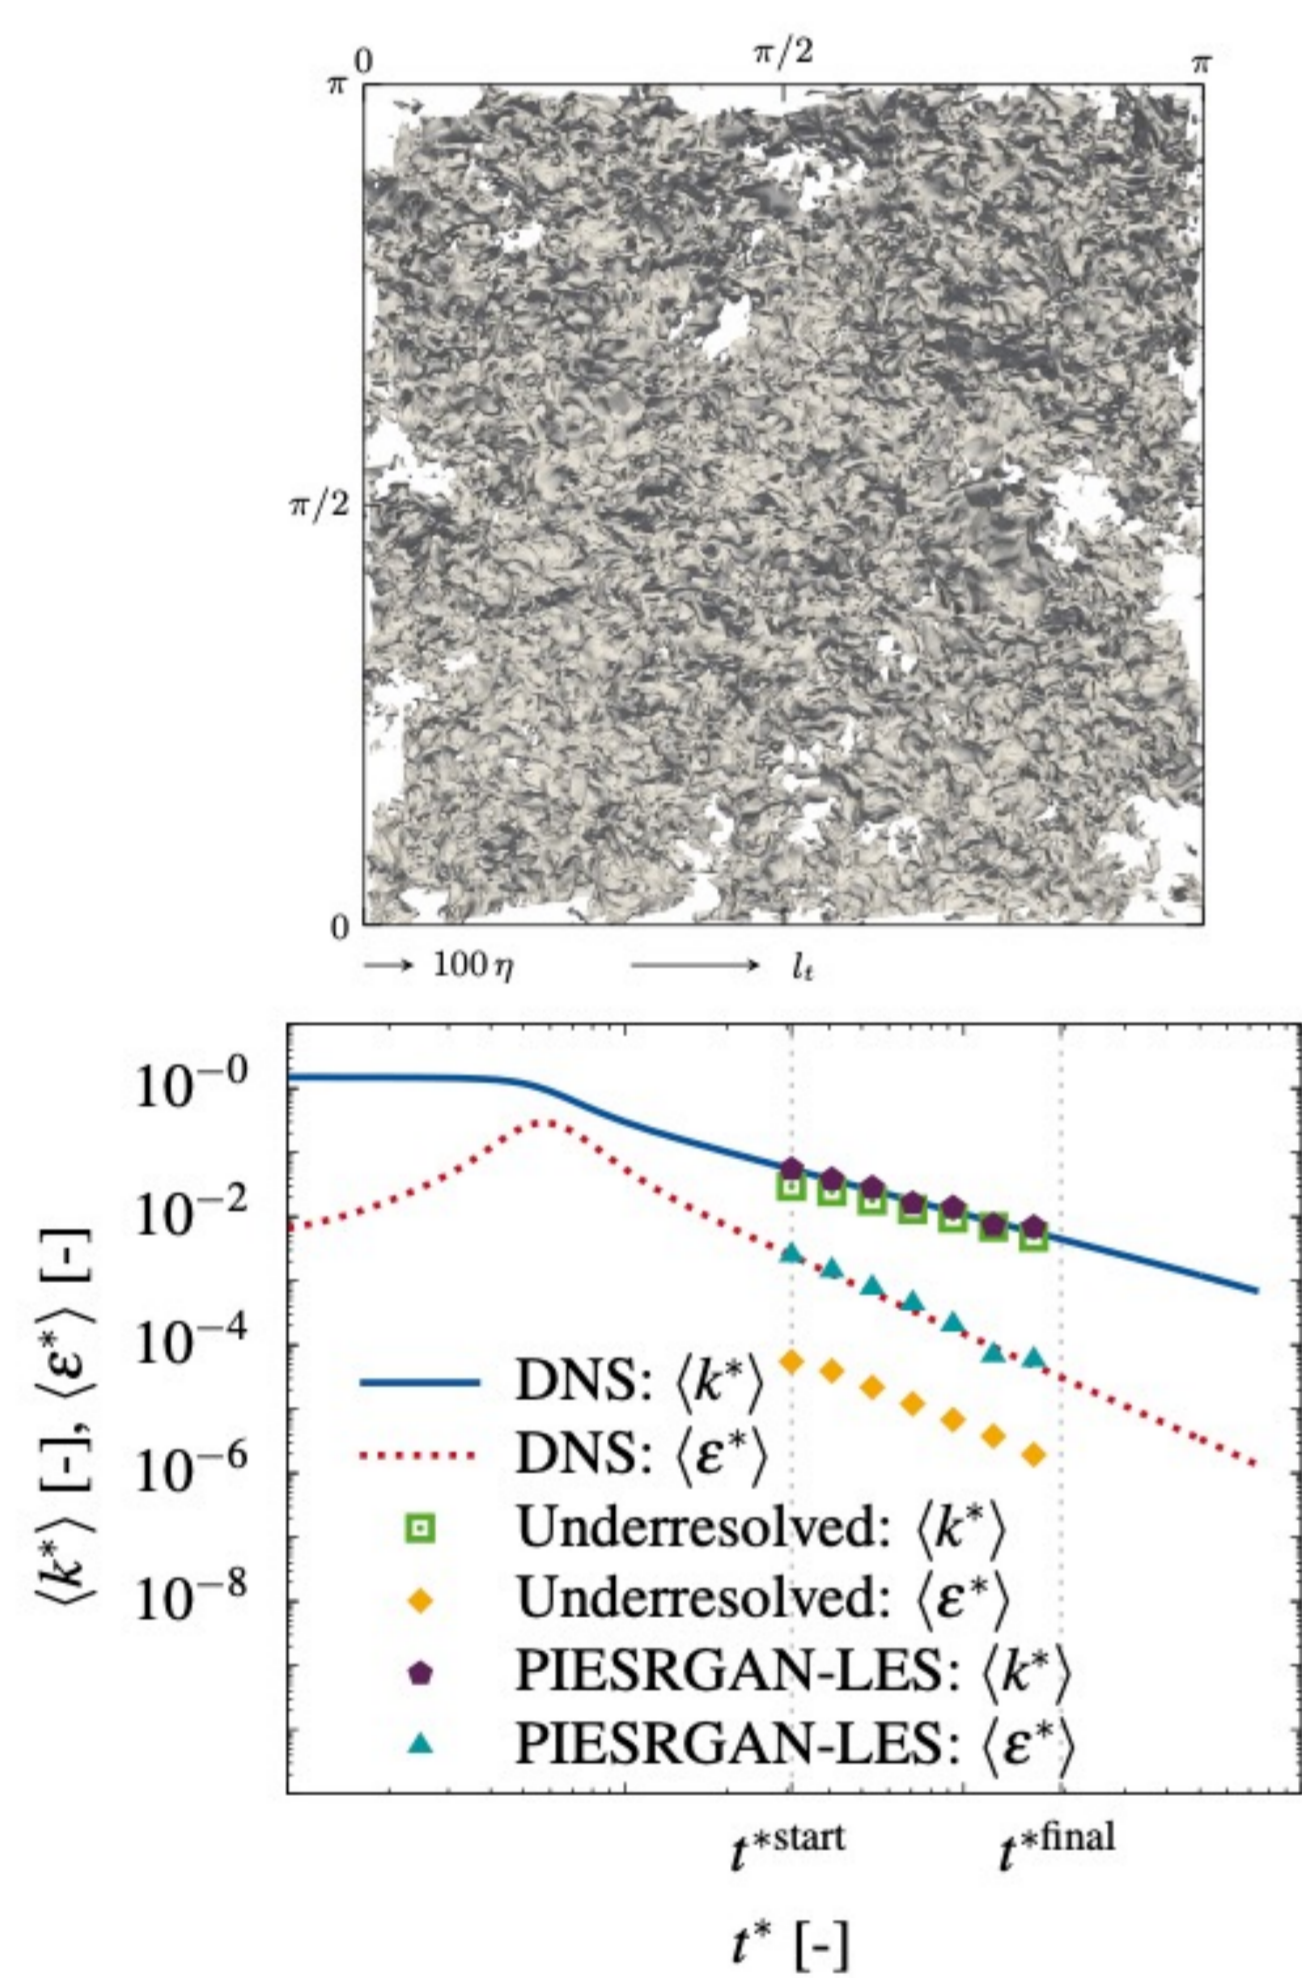 0 π/2 π
π
π/2
0
100 η l_t
10⁻⁰
10⁻²
10⁻⁴
10⁻⁶
10⁻⁸
⟨k*⟩ [-], ⟨ε*⟩ [-]
DNS: ⟨k*⟩
DNS: ⟨ε*⟩
Underresolved: ⟨k*⟩
Underresolved: ⟨ε*⟩
PIESRGAN-LES: ⟨k*⟩
PIESRGAN-LES: ⟨ε*⟩
t*start t*final
t* [-]